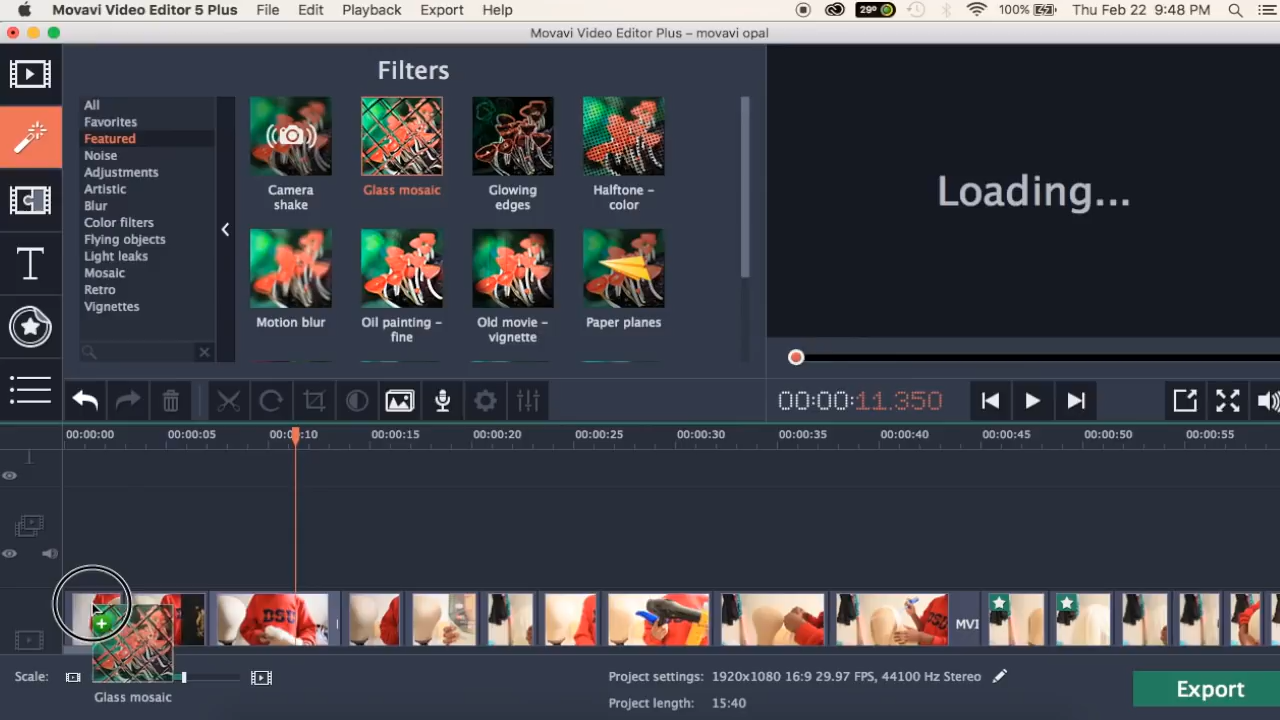 Movavi Video Editor 5 Plus File Edit Playback Export Help 29° 100% Thu Feb 22 9:48 PM
Movavi Video Editor Plus – movavi opal
Filters
All
Favorites
Featured
Noise
Adjustments
Artistic
Blur
Color filters
Flying objects
Light leaks
Mosaic
Retro
Vignettes
Camera shake
Glass mosaic
Glowing edges
Halftone – color
Motion blur
Oil painting – fine
Old movie – vignette
Paper planes
Loading...
00:00:11.350
00:00:00 00:00:05 00:00:10 00:00:15 00:00:20 00:00:25 00:00:30 00:00:35 00:00:40 00:00:45 00:00:50 00:00:55
DSU
MVI
Glass mosaic
Scale:
Project settings: 1920x1080 16:9 29.97 FPS, 44100 Hz Stereo
Project length: 15:40
Export